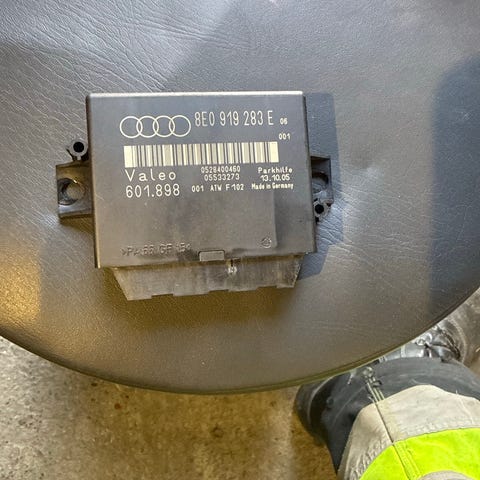 8E0 919 283 E 06
001
Valeo 0528400460 Parkhilfe
05533273 13.10.05
601.898 001 ATW F102 Made in Germany